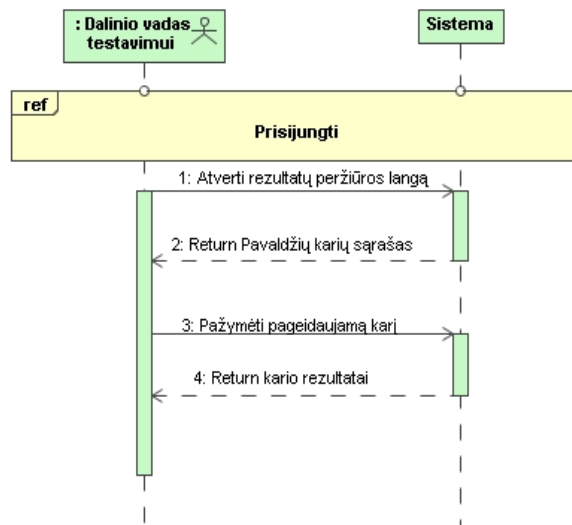 : Dalinio vadas
testavimui
Sistema
ref
Prisijungti
1: Atverti rezultatų peržiūros langą
2: Return Pavaldžių karių sąrašas
3: Pažymėti pageidaujamą karį
4: Return kario rezultatai